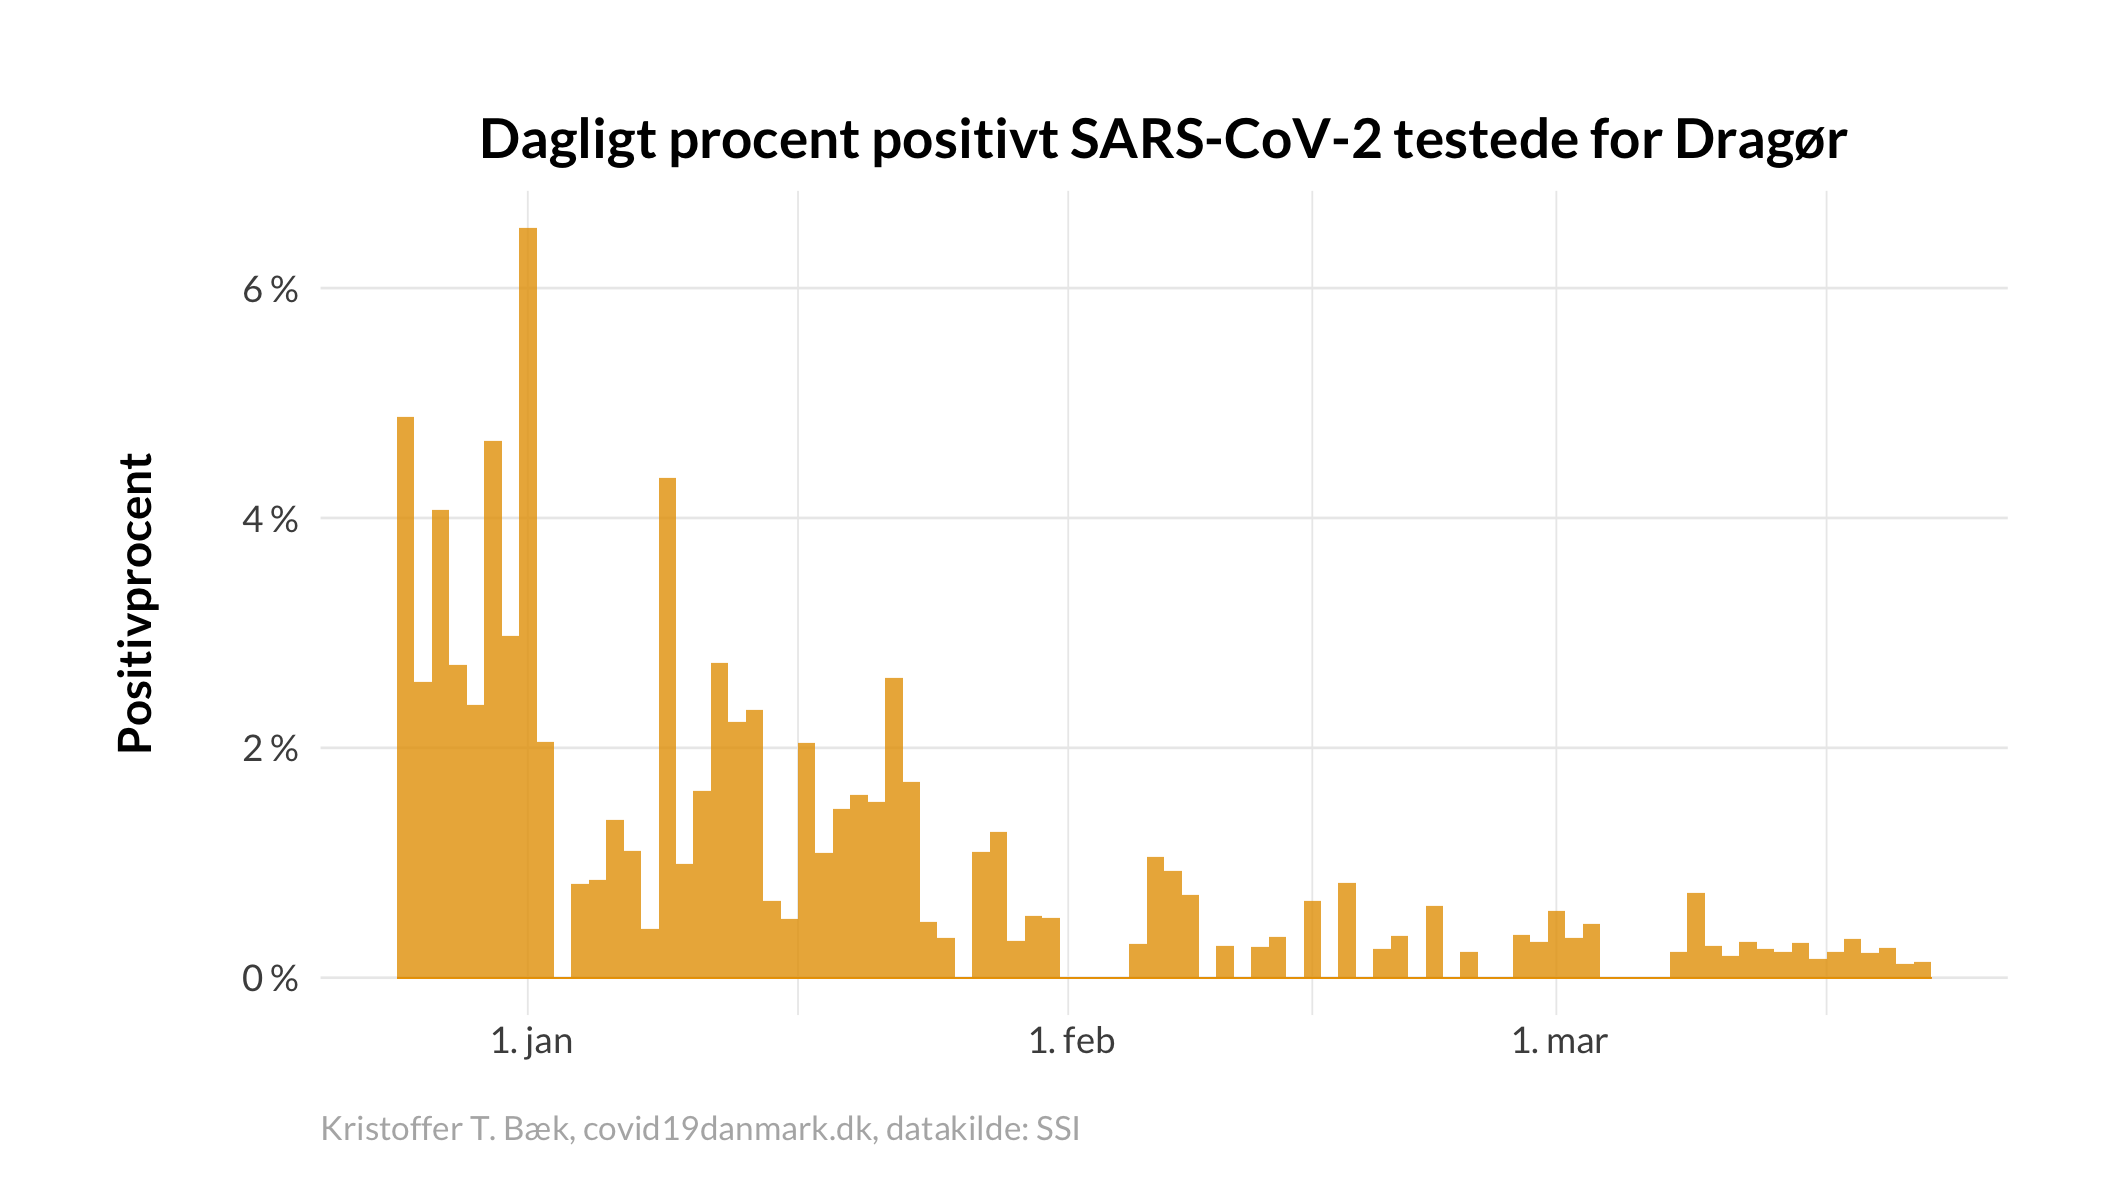 Dagligt procent positivt SARS-CoV-2 testede for Dragør
Positivprocent
6 %
4 %
2 %
0 %
1. jan
1. feb
1. mar
Kristoffer T. Bæk, covid19danmark.dk, datakilde: SSI